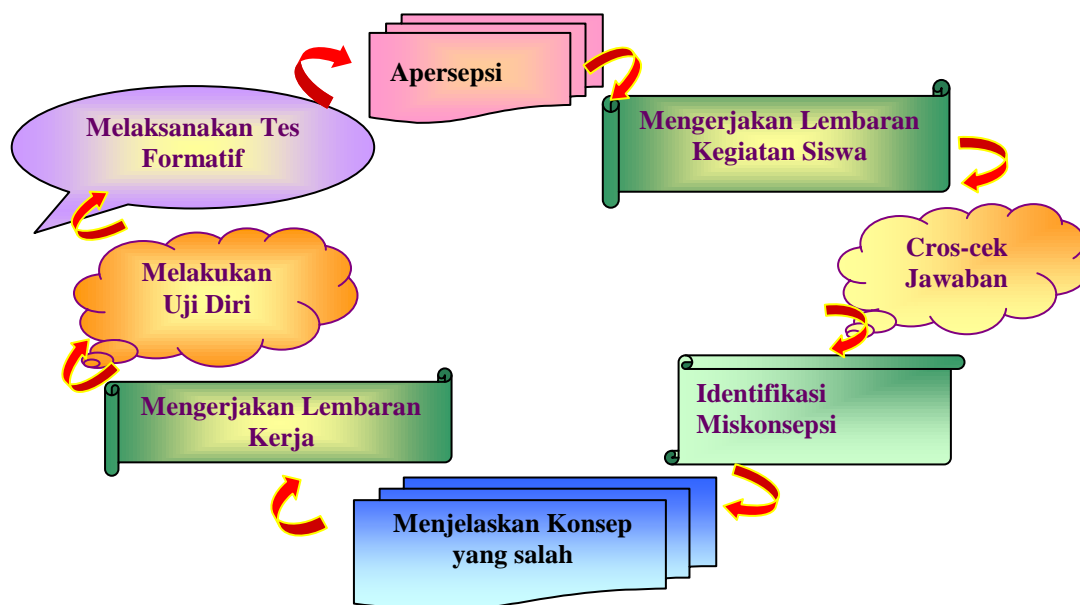 Apersepsi
Mengerjakan Lembaran
Kegiatan Siswa
Cros-cek
Jawaban
Identifikasi
Miskonsepsi
Menjelaskan Konsep
yang salah
Mengerjakan Lembaran
Kerja
Melakukan
Uji Diri
Melaksanakan Tes
Formatif